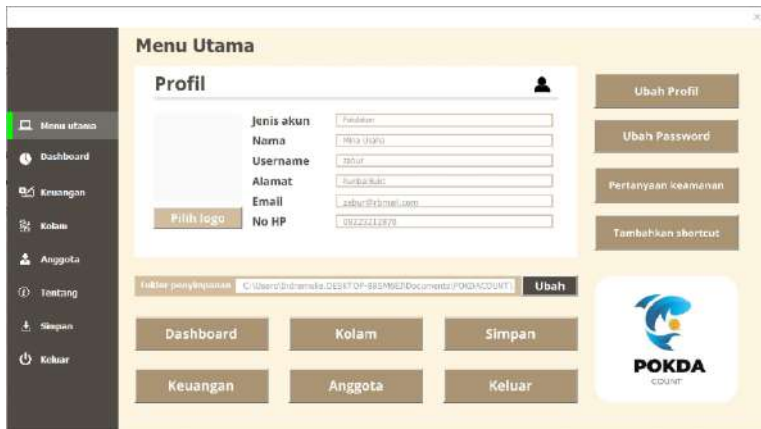 Menu Utama
Profil
Jenis akun
Nama
Username
Alamat
Email
No HP 08223212878
Pilih logo
Folder penyimpanan
Ubah
Ubah Profil
Ubah Password
Pertanyaan keamanan
Tambahkan shortcut
Menu utama
Dashboard
Keuangan
Kolam
Anggota
Tentang
Simpan
Keluar
Dashboard Kolam Simpan
Keuangan Anggota Keluar
POKDA
COUNT